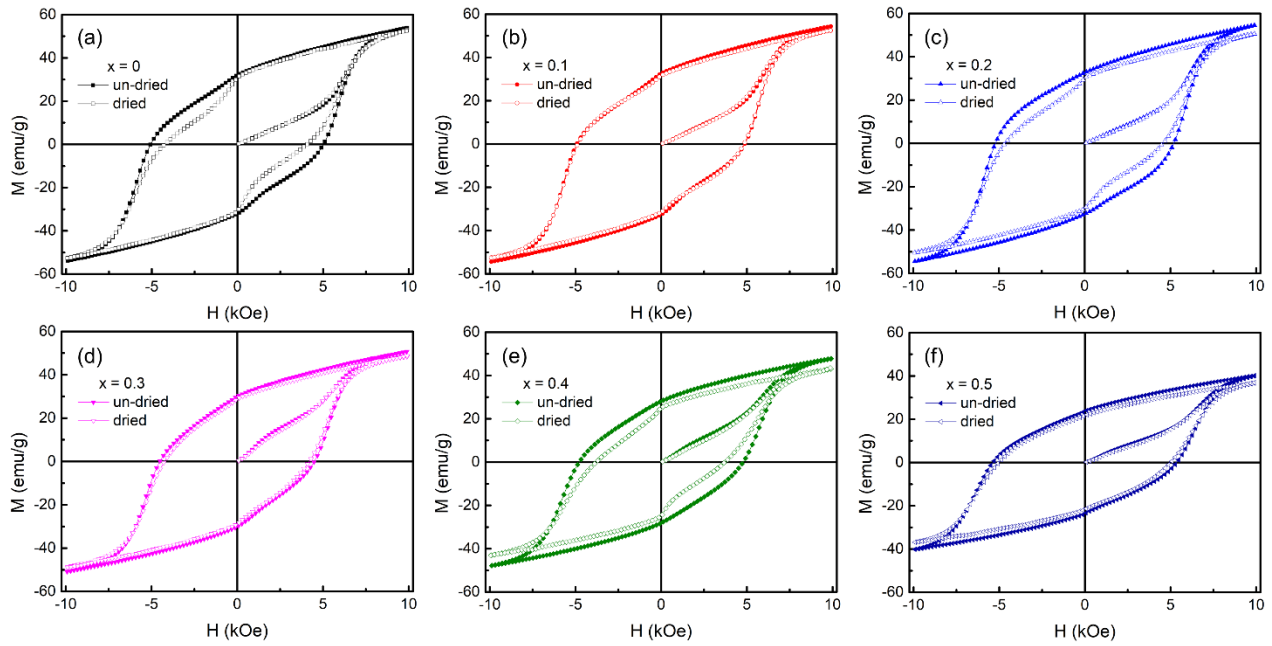 (a)
x = 0
un-dried
dried
M (emu/g)
60
40
20
0
-20
-40
-60
-10
-5
0
5
10
H (kOe)
(b)
x = 0.1
un-dried
dried
M (emu/g)
60
40
20
0
-20
-40
-60
-10
-5
0
5
10
H (kOe)
(c)
x = 0.2
un-dried
dried
M (emu/g)
60
40
20
0
-20
-40
-60
-10
-5
0
5
10
H (kOe)
(d)
x = 0.3
un-dried
dried
M (emu/g)
60
40
20
0
-20
-40
-60
-10
-5
0
5
10
H (kOe)
(e)
x = 0.4
un-dried
dried
M (emu/g)
60
40
20
0
-20
-40
-60
-10
-5
0
5
10
H (kOe)
(f)
x = 0.5
un-dried
dried
M (emu/g)
60
40
20
0
-20
-40
-60
-10
-5
0
5
10
H (kOe)